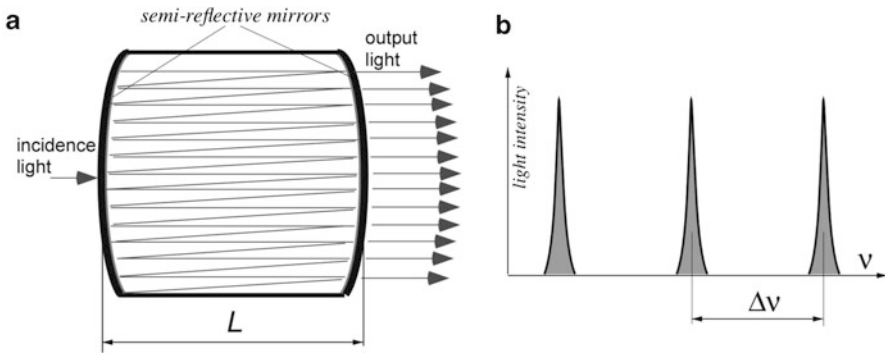 a
semi-reflective mirrors
output
light
incidence
light
L
b
light intensity
ν
Δν